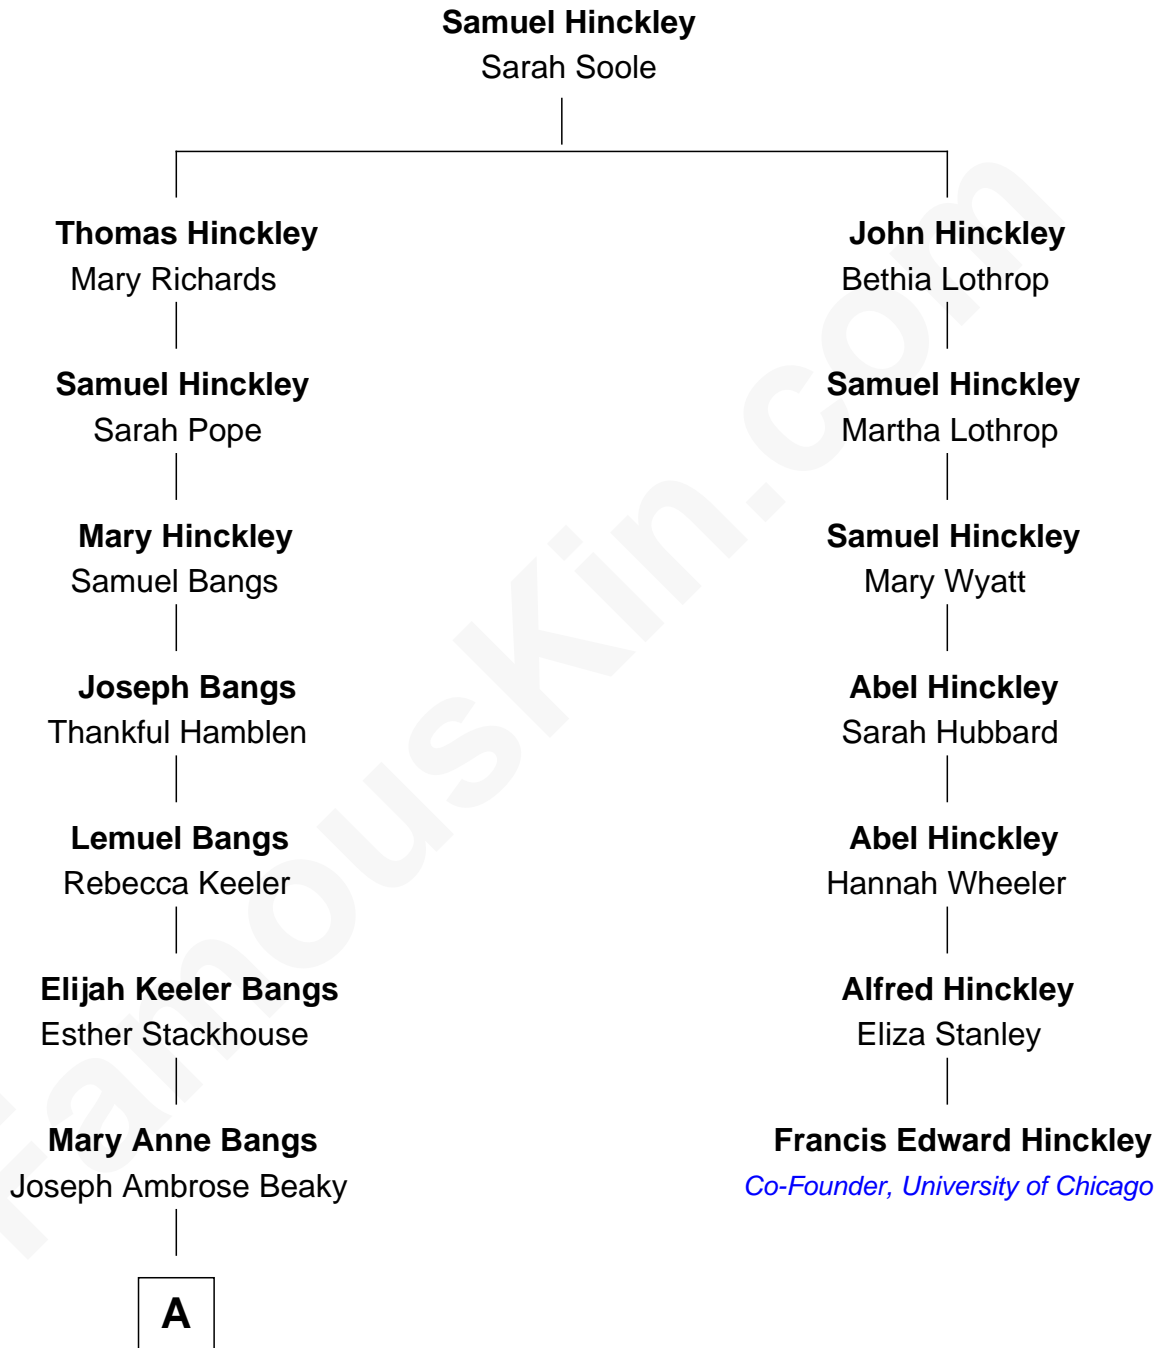 Samuel Hinckley
Sarah Soole
Thomas Hinckley
Mary Richards
John Hinckley
Bethia Lothrop
Samuel Hinckley
Sarah Pope
Samuel Hinckley
Martha Lothrop
Mary Hinckley
Samuel Bangs
Samuel Hinckley
Mary Wyatt
Joseph Bangs
Thankful Hamblen
Abel Hinckley
Sarah Hubbard
Lemuel Bangs
Rebecca Keeler
Abel Hinckley
Hannah Wheeler
Elijah Keeler Bangs
Esther Stackhouse
Alfred Hinckley
Eliza Stanley
Mary Anne Bangs
Joseph Ambrose Beaky
Francis Edward Hinckley
Co-Founder, University of Chicago
A
FamousKin.com